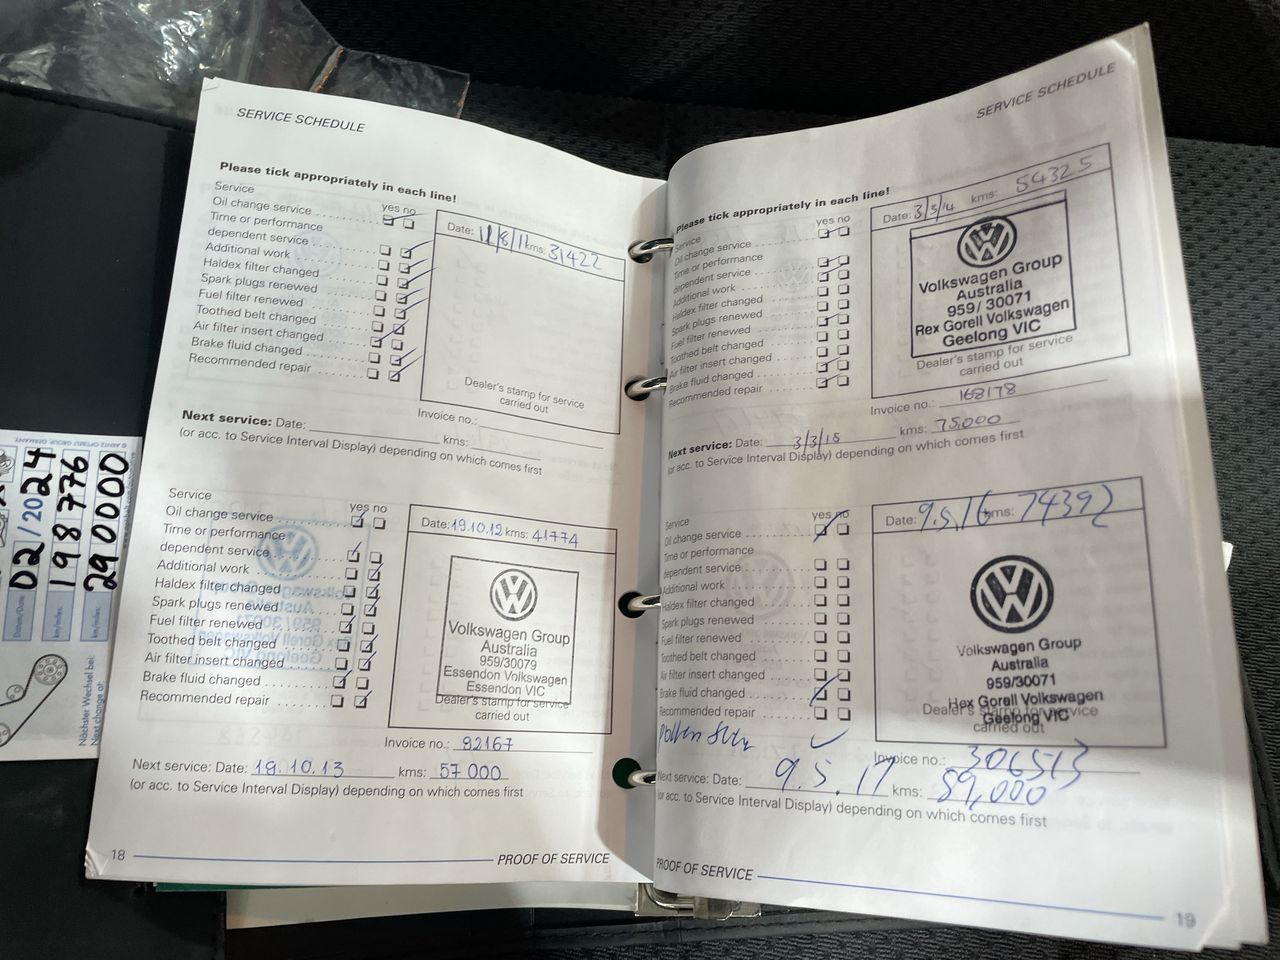 SERVICE SCHEDULE
Please tick appropriately in each line!
Service
yes no
Oil change service
Time or performance
dependent service
Additional work
Haldex filter changed
Spark plugs renewed
Fuel filter renewed
Toothed belt changed
Air filter insert changed
Brake fluid changed
Recommended repair
Date: 11/8/11 kms: 31422
Dealer's stamp for service
carried out
Invoice no.:
Next service: Date: kms:
(or acc. to Service Interval Display) depending on which comes first
Service
yes no
Oil change service
Time or performance
dependent service
Additional work
Haldex filter changed
Spark plugs renewed
Fuel filter renewed
Toothed belt changed
Air filter insert changed
Brake fluid changed
Recommended repair
Date: 19.10.12 kms: 41774
Volkswagen Group
Australia
959/30079
Essendon Volkswagen
Essendon VIC
Dealer's stamp for service
carried out
Invoice no.: 92167
Next service: Date: 19.10.13 kms: 57 000
(or acc. to Service Interval Display) depending on which comes first
18
PROOF OF SERVICE
SERVICE SCHEDULE
Please tick appropriately in each line!
Service
yes no
Oil change service
Time or performance
dependent service
Additional work
Haldex filter changed
Spark plugs renewed
Fuel filter renewed
Toothed belt changed
Air filter insert changed
Brake fluid changed
Recommended repair
Date: 3/3/14 kms: 54325
Volkswagen Group
Australia
959/30071
Rex Gorell Volkswagen
Geelong VIC
Dealer's stamp for service
carried out
Invoice no.: 168178
Next service: Date: 3/3/15 kms: 75000
(or acc. to Service Interval Display) depending on which comes first
Service
yes no
Oil change service
Time or performance
dependent service
Additional work
Haldex filter changed
Spark plugs renewed
Fuel filter renewed
Toothed belt changed
Air filter insert changed
Brake fluid changed
Recommended repair
Date: 9.5.16 kms: 74392
Volkswagen Group
Australia
959/30071
Rex Gorell Volkswagen
Geelong VIC
Dealer's stamp for service
carried out
Invoice no.: 306513
Next service: Date: 9.5.17 kms: 89,000
(or acc. to Service Interval Display) depending on which comes first
PROOF OF SERVICE
19
Datum/Date: 02/2024
km/miles: 198776
km/miles: 290000
Nächster Wechsel bei:
Next change at: